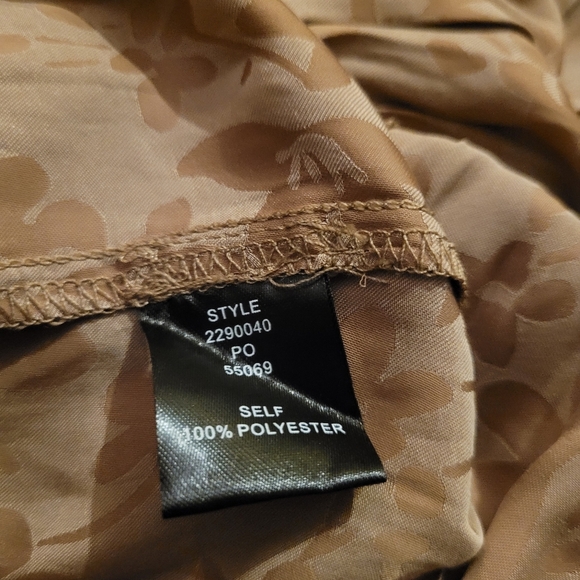 STYLE
2290040
PO
55069
SELF
100% POLYESTER